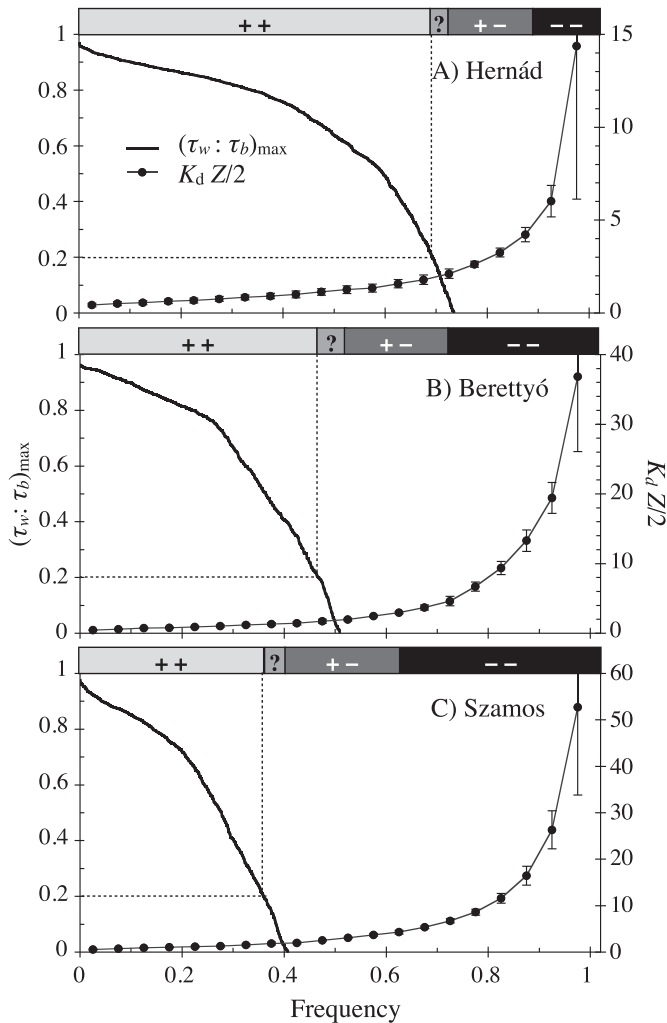 + + ? + − − −
1 15
A) Hernád
0.8
(τw : τb)max
10
Kd Z/2
0.6
0.4
5
0.2
0 0
+ + ? + − − −
1 40
B) Berettyó
0.8
30
0.6
20
0.4
10
0.2
0 0
(τw : τb)max
Kd Z/2
+ + ? + − − −
1 60
C) Szamos
50
0.8
40
0.6
30
0.4
20
0.2
10
0 0
0 0.2 0.4 0.6 0.8 1
Frequency